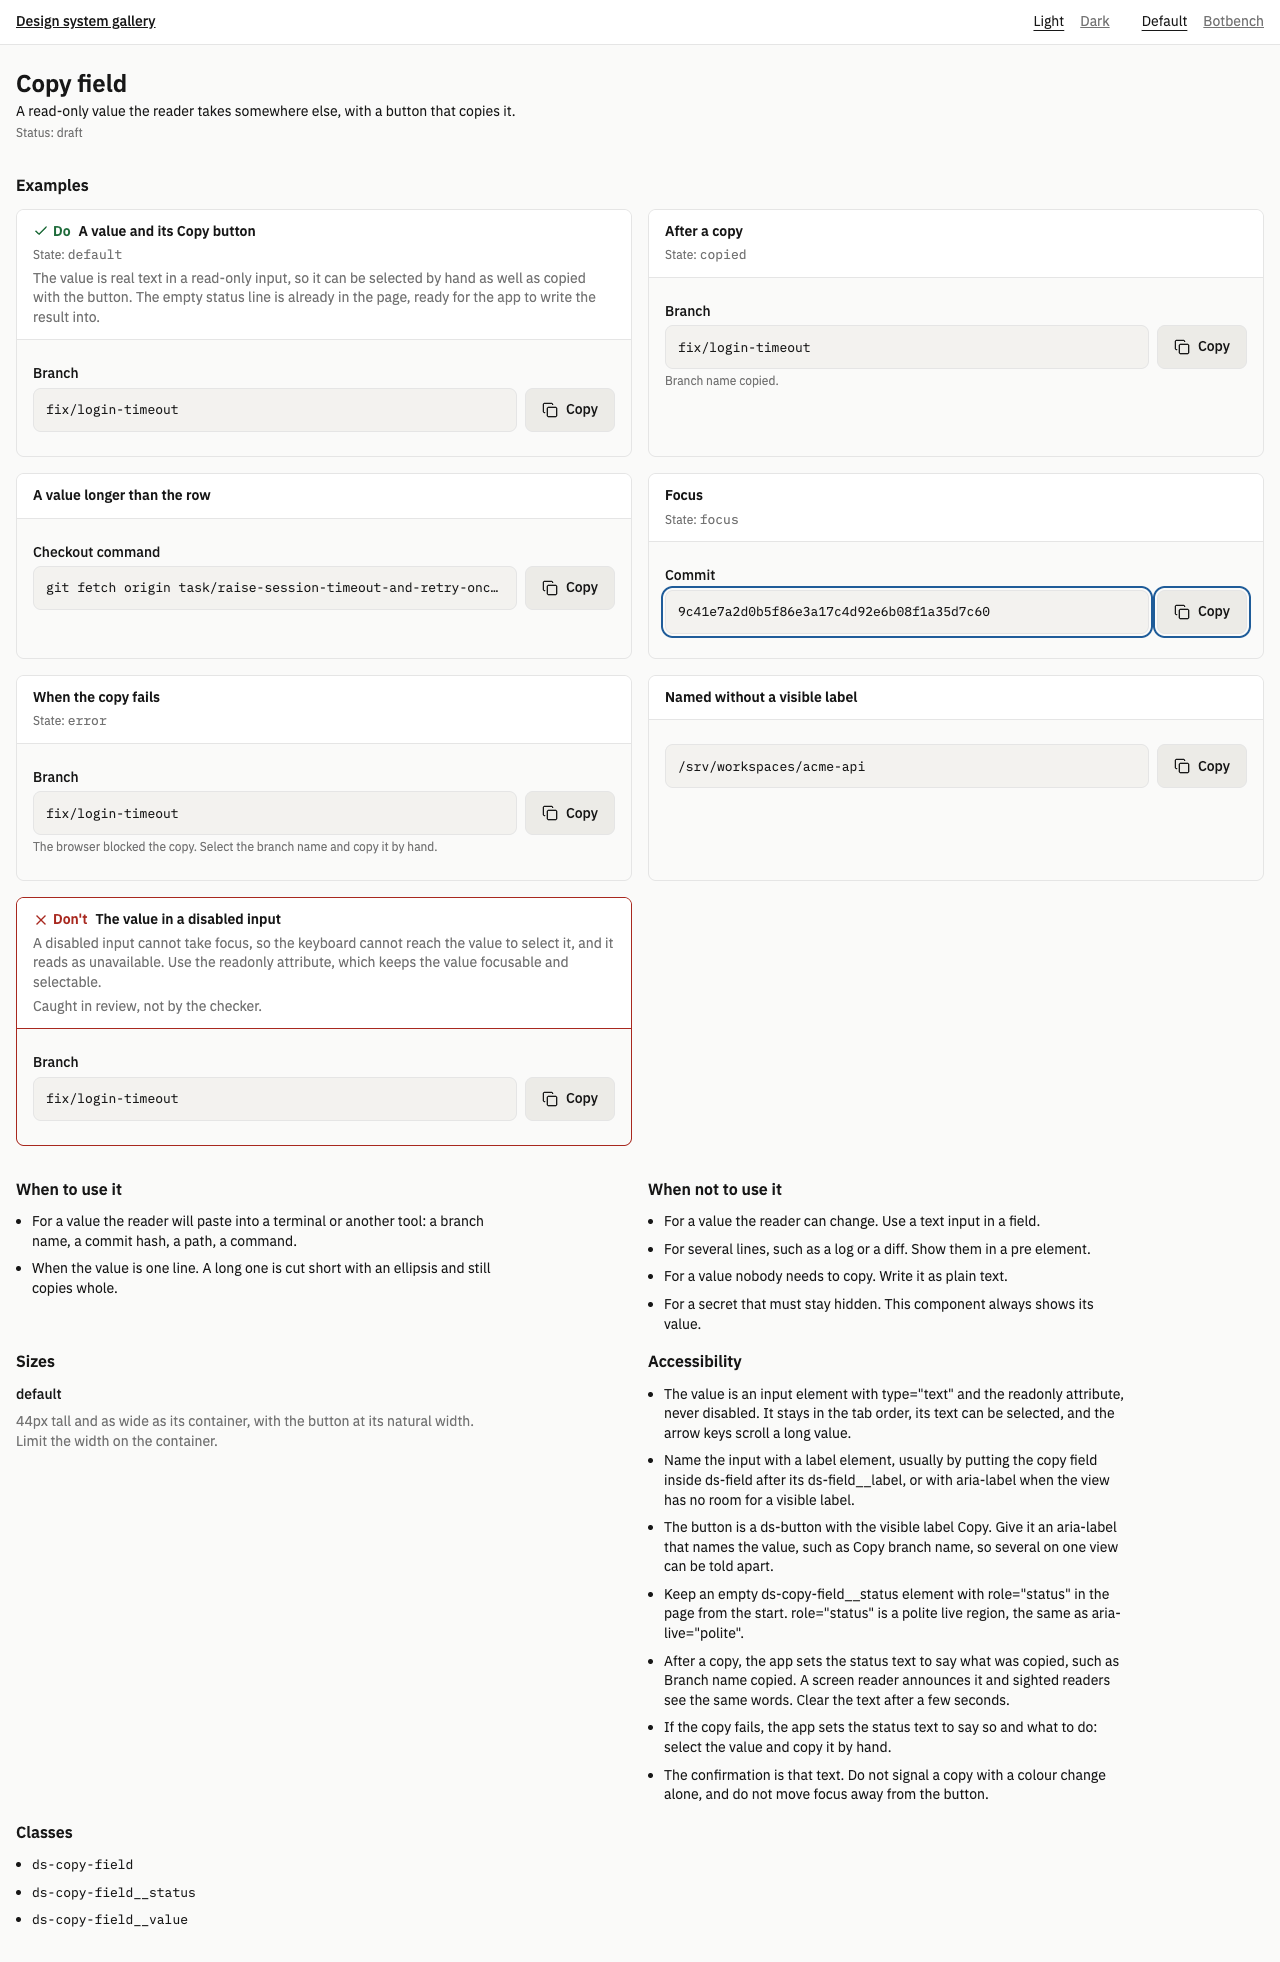 Design system gallery
Light Dark Default Botbench
Copy field
A read-only value the reader takes somewhere else, with a button that copies it.
Status: draft
Examples
Do A value and its Copy button
State: default
The value is real text in a read-only input, so it can be selected by hand as well as copied
with the button. The empty status line is already in the page, ready for the app to write the
result into.
Branch
fix/login-timeout Copy
After a copy
State: copied
Branch
fix/login-timeout Copy
Branch name copied.
A value longer than the row
Checkout command
git fetch origin task/raise-session-timeout-and-retry-onc… Copy
Focus
State: focus
Commit
9c41e7a2d0b5f86e3a17c4d92e6b08f1a35d7c60 Copy
When the copy fails
State: error
Branch
fix/login-timeout Copy
The browser blocked the copy. Select the branch name and copy it by hand.
Named without a visible label
/srv/workspaces/acme-api Copy
Don't The value in a disabled input
A disabled input cannot take focus, so the keyboard cannot reach the value to select it, and it
reads as unavailable. Use the readonly attribute, which keeps the value focusable and
selectable.
Caught in review, not by the checker.
Branch
fix/login-timeout Copy
When to use it
• For a value the reader will paste into a terminal or another tool: a branch
name, a commit hash, a path, a command.
• When the value is one line. A long one is cut short with an ellipsis and still
copies whole.
When not to use it
• For a value the reader can change. Use a text input in a field.
• For several lines, such as a log or a diff. Show them in a pre element.
• For a value nobody needs to copy. Write it as plain text.
• For a secret that must stay hidden. This component always shows its
value.
Sizes
default
44px tall and as wide as its container, with the button at its natural width.
Limit the width on the container.
Accessibility
• The value is an input element with type="text" and the readonly attribute,
never disabled. It stays in the tab order, its text can be selected, and the
arrow keys scroll a long value.
• Name the input with a label element, usually by putting the copy field
inside ds-field after its ds-field__label, or with aria-label when the view
has no room for a visible label.
• The button is a ds-button with the visible label Copy. Give it an aria-label
that names the value, such as Copy branch name, so several on one view
can be told apart.
• Keep an empty ds-copy-field__status element with role="status" in the
page from the start. role="status" is a polite live region, the same as aria-
live="polite".
• After a copy, the app sets the status text to say what was copied, such as
Branch name copied. A screen reader announces it and sighted readers
see the same words. Clear the text after a few seconds.
• If the copy fails, the app sets the status text to say so and what to do:
select the value and copy it by hand.
• The confirmation is that text. Do not signal a copy with a colour change
alone, and do not move focus away from the button.
Classes
• ds-copy-field
• ds-copy-field__status
• ds-copy-field__value